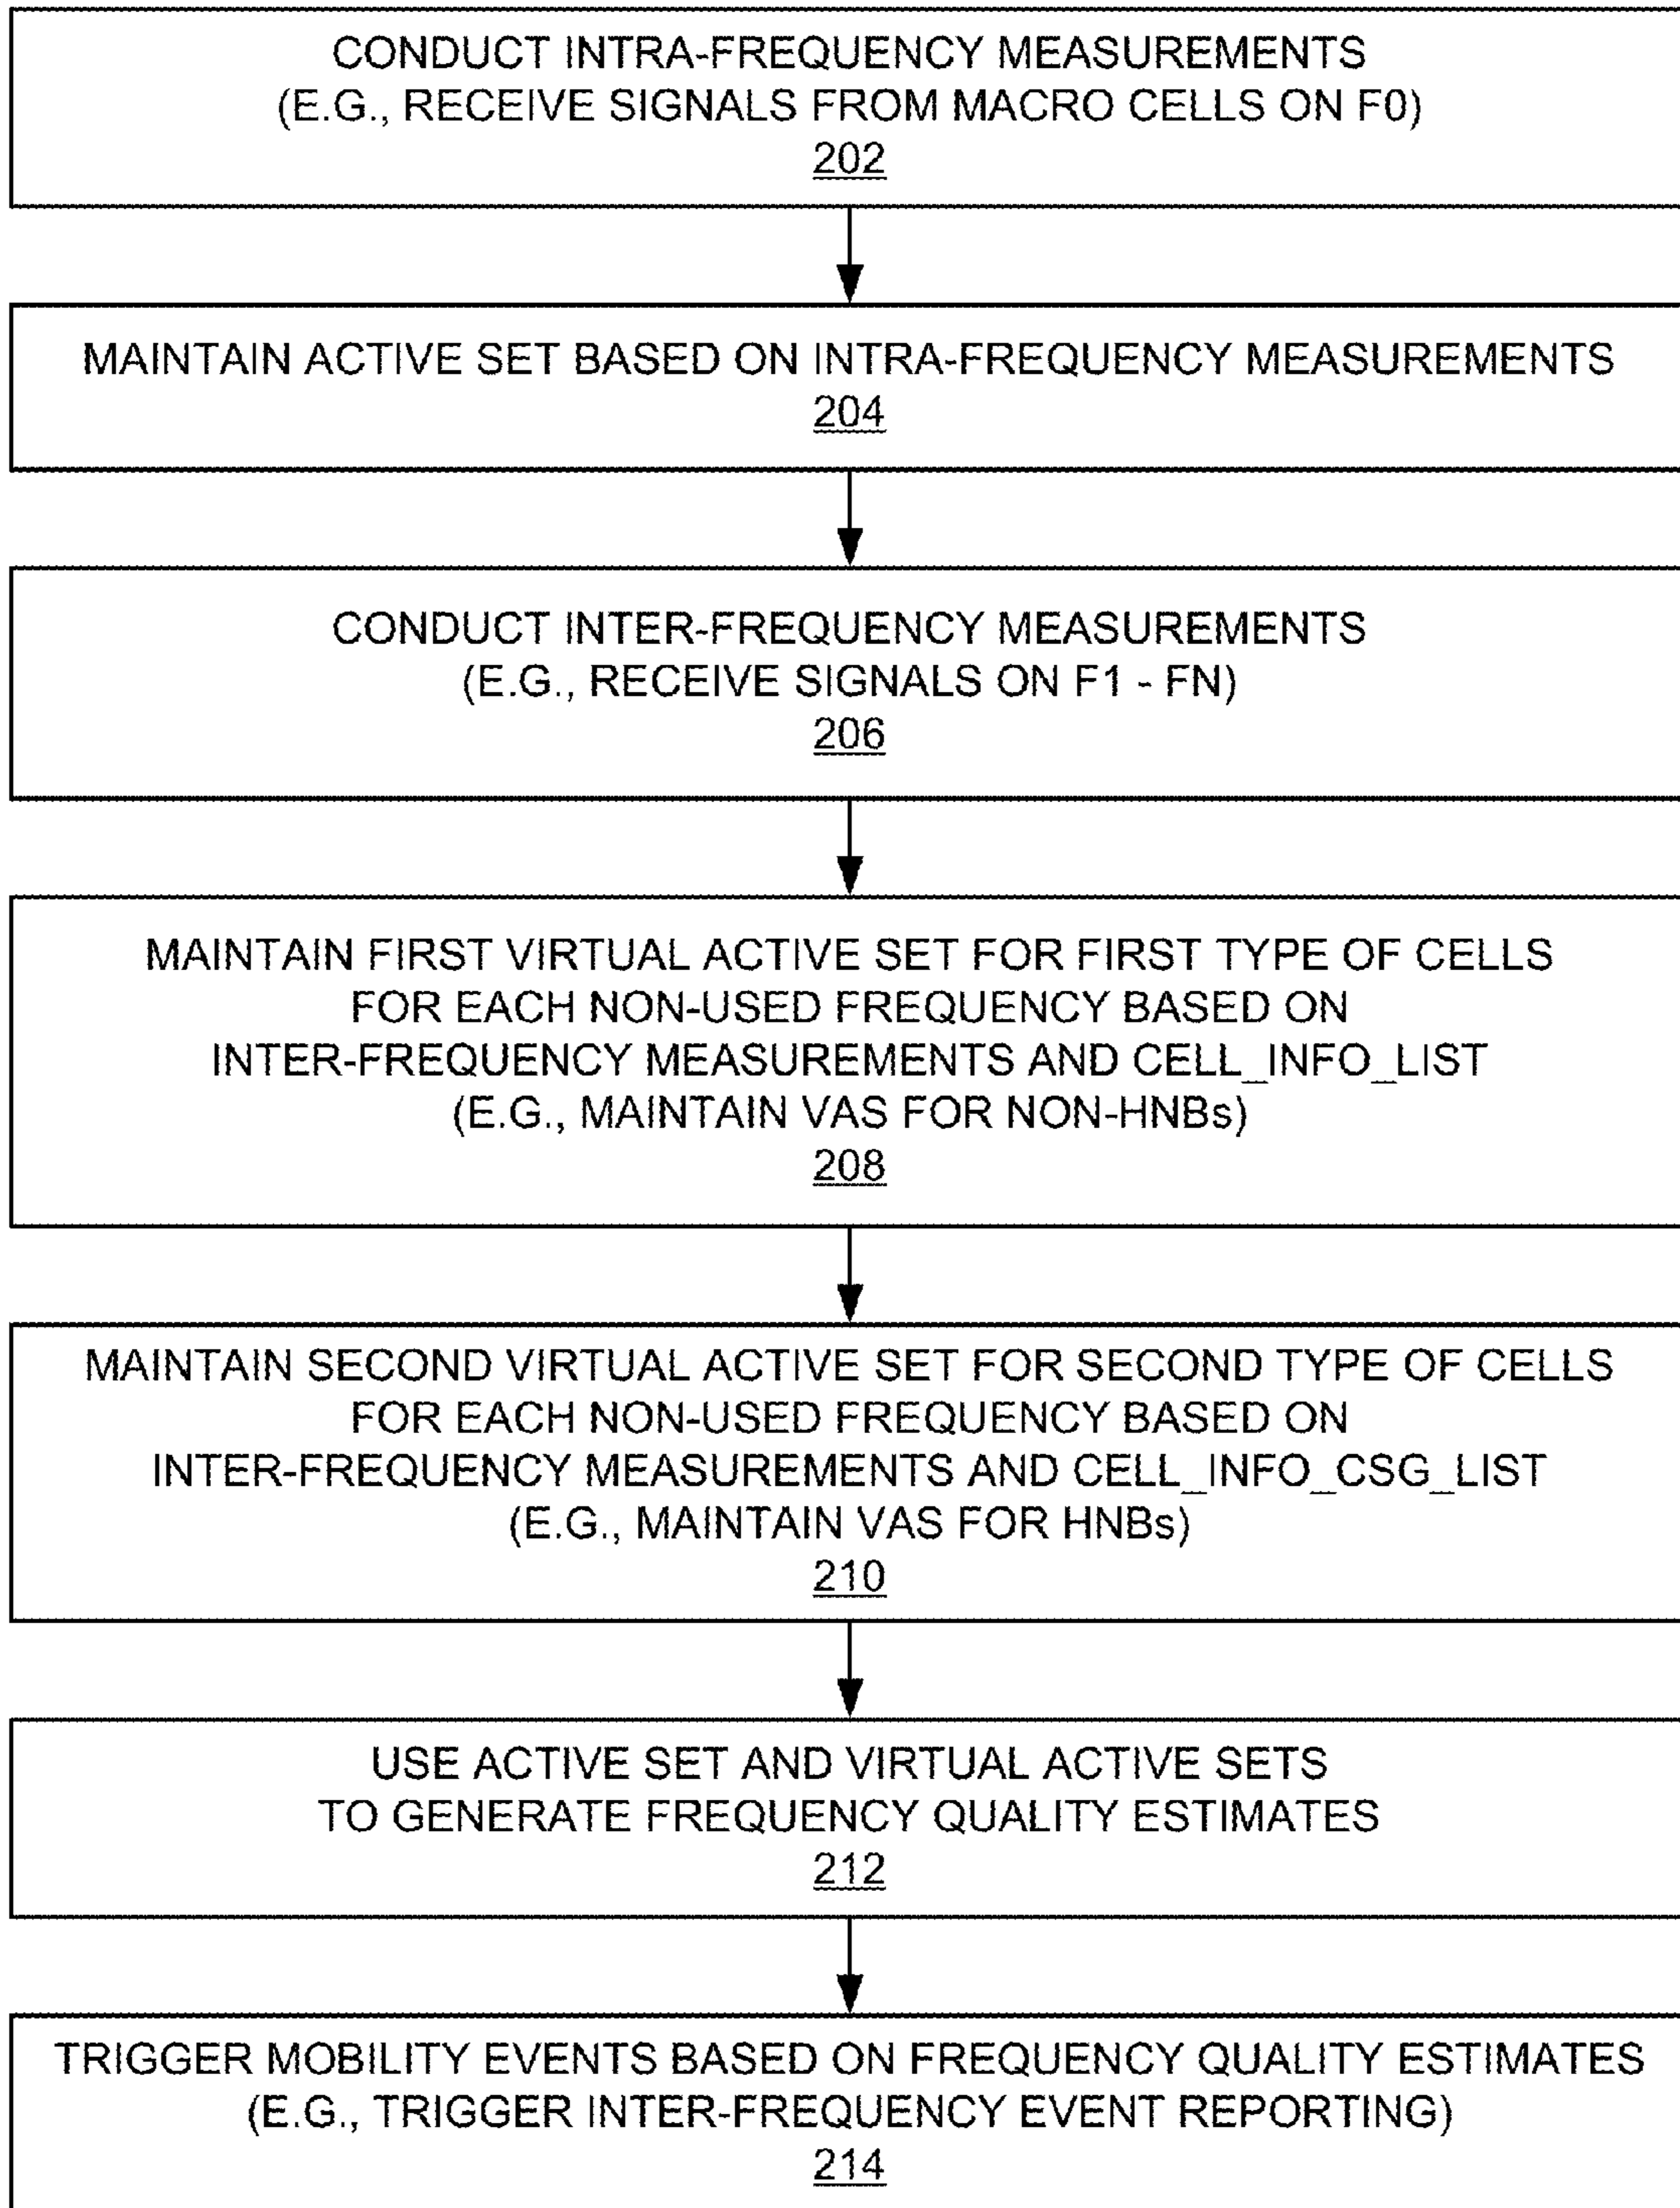 CONDUCT INTRA-FREQUENCY MEASUREMENTS
(E.G., RECEIVE SIGNALS FROM MACRO CELLS ON F0)
202
MAINTAIN ACTIVE SET BASED ON INTRA-FREQUENCY MEASUREMENTS
204
CONDUCT INTER-FREQUENCY MEASUREMENTS
(E.G., RECEIVE SIGNALS ON F1 - FN)
206
MAINTAIN FIRST VIRTUAL ACTIVE SET FOR FIRST TYPE OF CELLS
FOR EACH NON-USED FREQUENCY BASED ON
INTER-FREQUENCY MEASUREMENTS AND CELL_INFO_LIST
(E.G., MAINTAIN VAS FOR NON-HNBs)
208
MAINTAIN SECOND VIRTUAL ACTIVE SET FOR SECOND TYPE OF CELLS
FOR EACH NON-USED FREQUENCY BASED ON
INTER-FREQUENCY MEASUREMENTS AND CELL_INFO_CSG_LIST
(E.G., MAINTAIN VAS FOR HNBs)
210
USE ACTIVE SET AND VIRTUAL ACTIVE SETS
TO GENERATE FREQUENCY QUALITY ESTIMATES
212
TRIGGER MOBILITY EVENTS BASED ON FREQUENCY QUALITY ESTIMATES
(E.G., TRIGGER INTER-FREQUENCY EVENT REPORTING)
214